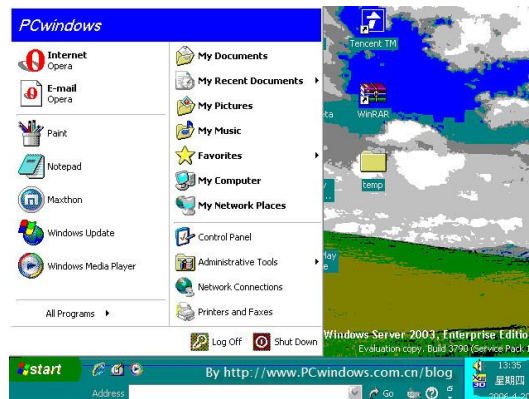 PCwindows
Internet
Opera
E-mail
Opera
Paint
Notepad
Maxthon
Windows Update
Windows Media Player
All Programs
My Documents
My Recent Documents
My Pictures
My Music
Favorites
My Computer
My Network Places
Control Panel
Administrative Tools
Network Connections
Printers and Faxes
Log Off
Shut Down
Tencent TM
WinRAR
temp
Windows Server 2003, Enterprise Editio
Evaluation copy. Build 3790 (Service Pack 1
start
By http://www.PCwindows.com.cn/blog
13:35
Address
Go
星期四